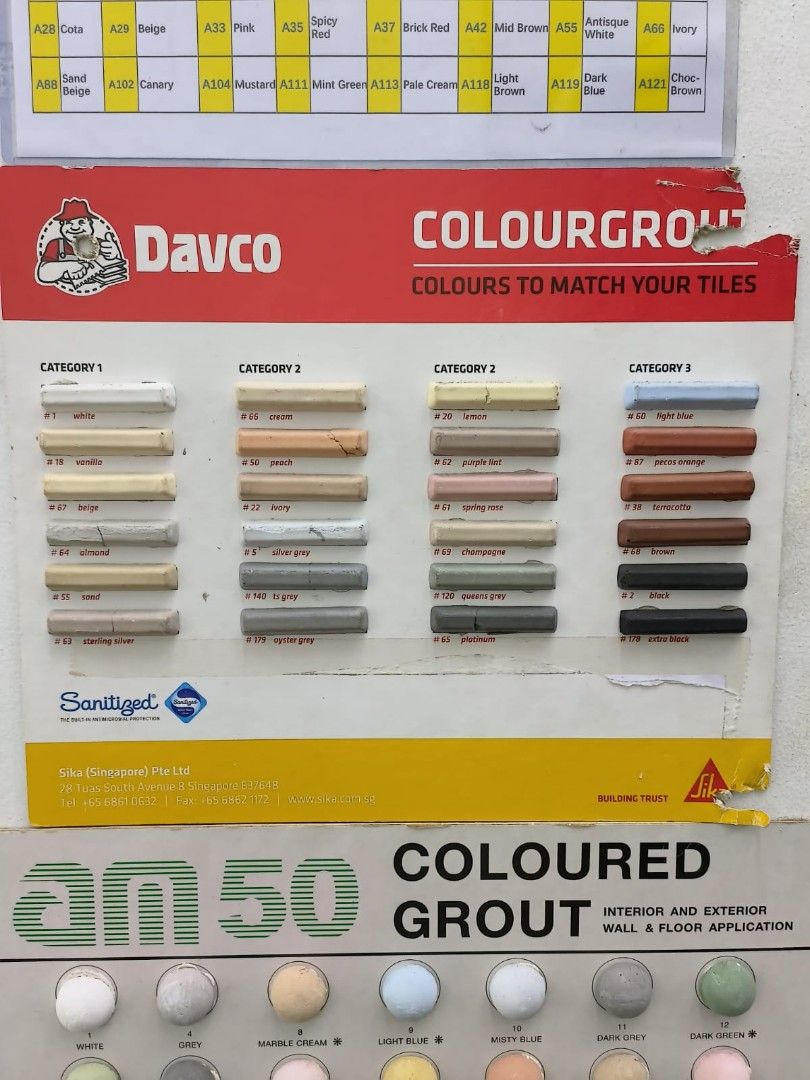 A28 Cota A29 Beige A33 Pink A35 Spicy Red A37 Brick Red A42 Mid Brown A55 Antisque White A66 Ivory
A88 Sand Beige A102 Canary A104 Mustard A111 Mint Green A113 Pale Cream A118 Light Brown A119 Dark Blue A121 Choc-Brown
Davco
COLOURGROUT
COLOURS TO MATCH YOUR TILES
CATEGORY 1 CATEGORY 2 CATEGORY 2 CATEGORY 3
# 1 white # 66 cream # 20 lemon # 60 light blue
# 18 vanilla # 50 peach # 62 purple lint # 87 pecos orange
# 67 beige # 22 ivory # 61 spring rose # 38 terracotta
# 64 almond # 5 silver grey # 69 champagne # 68 brown
# 55 sand # 140 ts grey # 120 queens grey # 2 black
# 63 sterling silver # 179 oyster grey # 65 platinum # 178 extra black
Sanitized®
THE BUILT-IN ANTIMICROBIAL PROTECTION
Sanitized
Sika (Singapore) Pte Ltd
28 Tuas South Avenue 8 Singapore 637648
Tel: +65 6861 0632 | Fax: +65 6862 1172 | www.sika.com.sg
BUILDING TRUST
Sika
am 50
COLOURED
GROUT
INTERIOR AND EXTERIOR
WALL & FLOOR APPLICATION
1 4 8 9 10 11 12
WHITE GREY MARBLE CREAM * LIGHT BLUE * MISTY BLUE DARK GREY DARK GREEN *